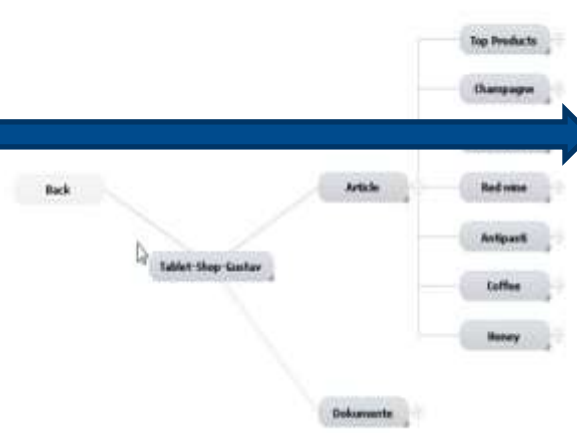 Top Products
Champagne
Back
Article
Red wine
Antipasti
Tablet-Shop-Gustav
Coffee
Honey
Dokumente